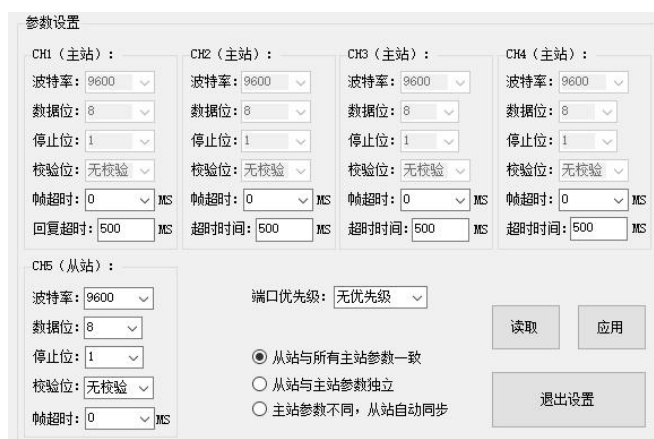 参数设置
CH1（主站）： CH2（主站）： CH3（主站）： CH4（主站）：
波特率：9600 波特率：9600 波特率：9600 波特率：9600
数据位：8 数据位：8 数据位：8 数据位：8
停止位：1 停止位：1 停止位：1 停止位：1
校验位：无校验 校验位：无校验 校验位：无校验 校验位：无校验
帧超时：0 MS 帧超时：0 MS 帧超时：0 MS 帧超时：0 MS
回复超时：500 MS 超时时间：500 MS 超时时间：500 MS 超时时间：500 MS
CH5（从站）：
波特率：9600 端口优先级：无优先级
数据位：8 读取 应用
停止位：1 从站与所有主站参数一致
校验位：无校验 从站与主站参数独立 退出设置
帧超时：0 MS 主站参数不同，从站自动同步